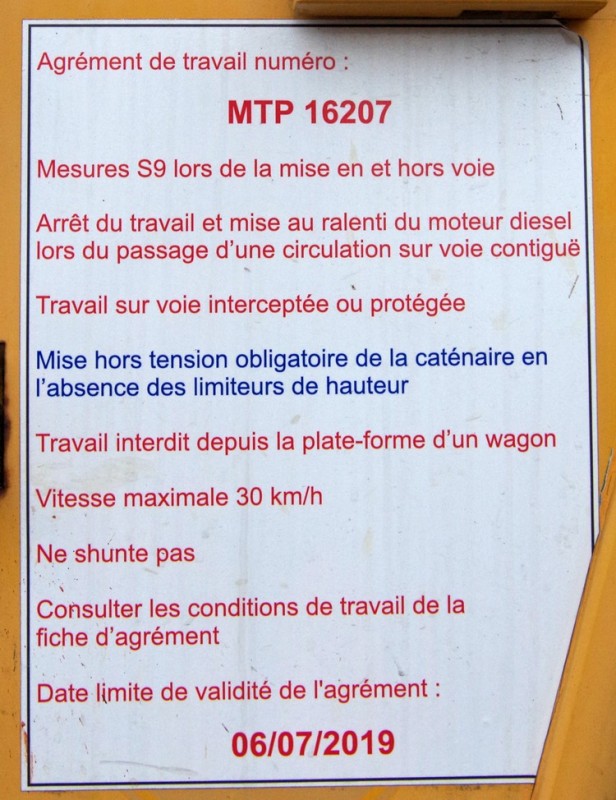 Agrément de travail numéro :
MTP 16207
Mesures S9 lors de la mise en et hors voie
Arrêt du travail et mise au ralenti du moteur diesel
lors du passage d’une circulation sur voie contiguë
Travail sur voie interceptée ou protégée
Mise hors tension obligatoire de la caténaire en
l’absence des limiteurs de hauteur
Travail interdit depuis la plate-forme d’un wagon
Vitesse maximale 30 km/h
Ne shunte pas
Consulter les conditions de travail de la
fiche d’agrément
Date limite de validité de l'agrément :
06/07/2019